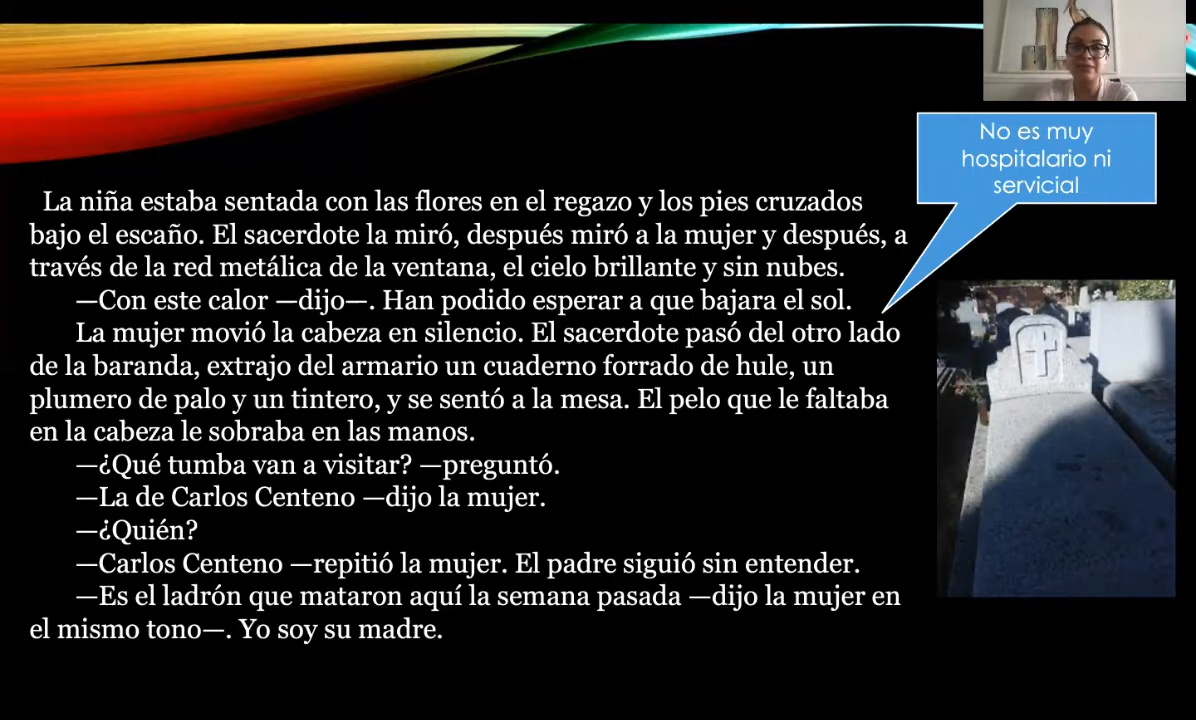 No es muy
hospitalario ni
servicial
La niña estaba sentada con las flores en el regazo y los pies cruzados
bajo el escaño. El sacerdote la miró, después miró a la mujer y después, a
través de la red metálica de la ventana, el cielo brillante y sin nubes.
—Con este calor —dijo—. Han podido esperar a que bajara el sol.
La mujer movió la cabeza en silencio. El sacerdote pasó del otro lado
de la baranda, extrajo del armario un cuaderno forrado de hule, un
plumero de palo y un tintero, y se sentó a la mesa. El pelo que le faltaba
en la cabeza le sobraba en las manos.
—¿Qué tumba van a visitar? —preguntó.
—La de Carlos Centeno —dijo la mujer.
—¿Quién?
—Carlos Centeno —repitió la mujer. El padre siguió sin entender.
—Es el ladrón que mataron aquí la semana pasada —dijo la mujer en
el mismo tono—. Yo soy su madre.